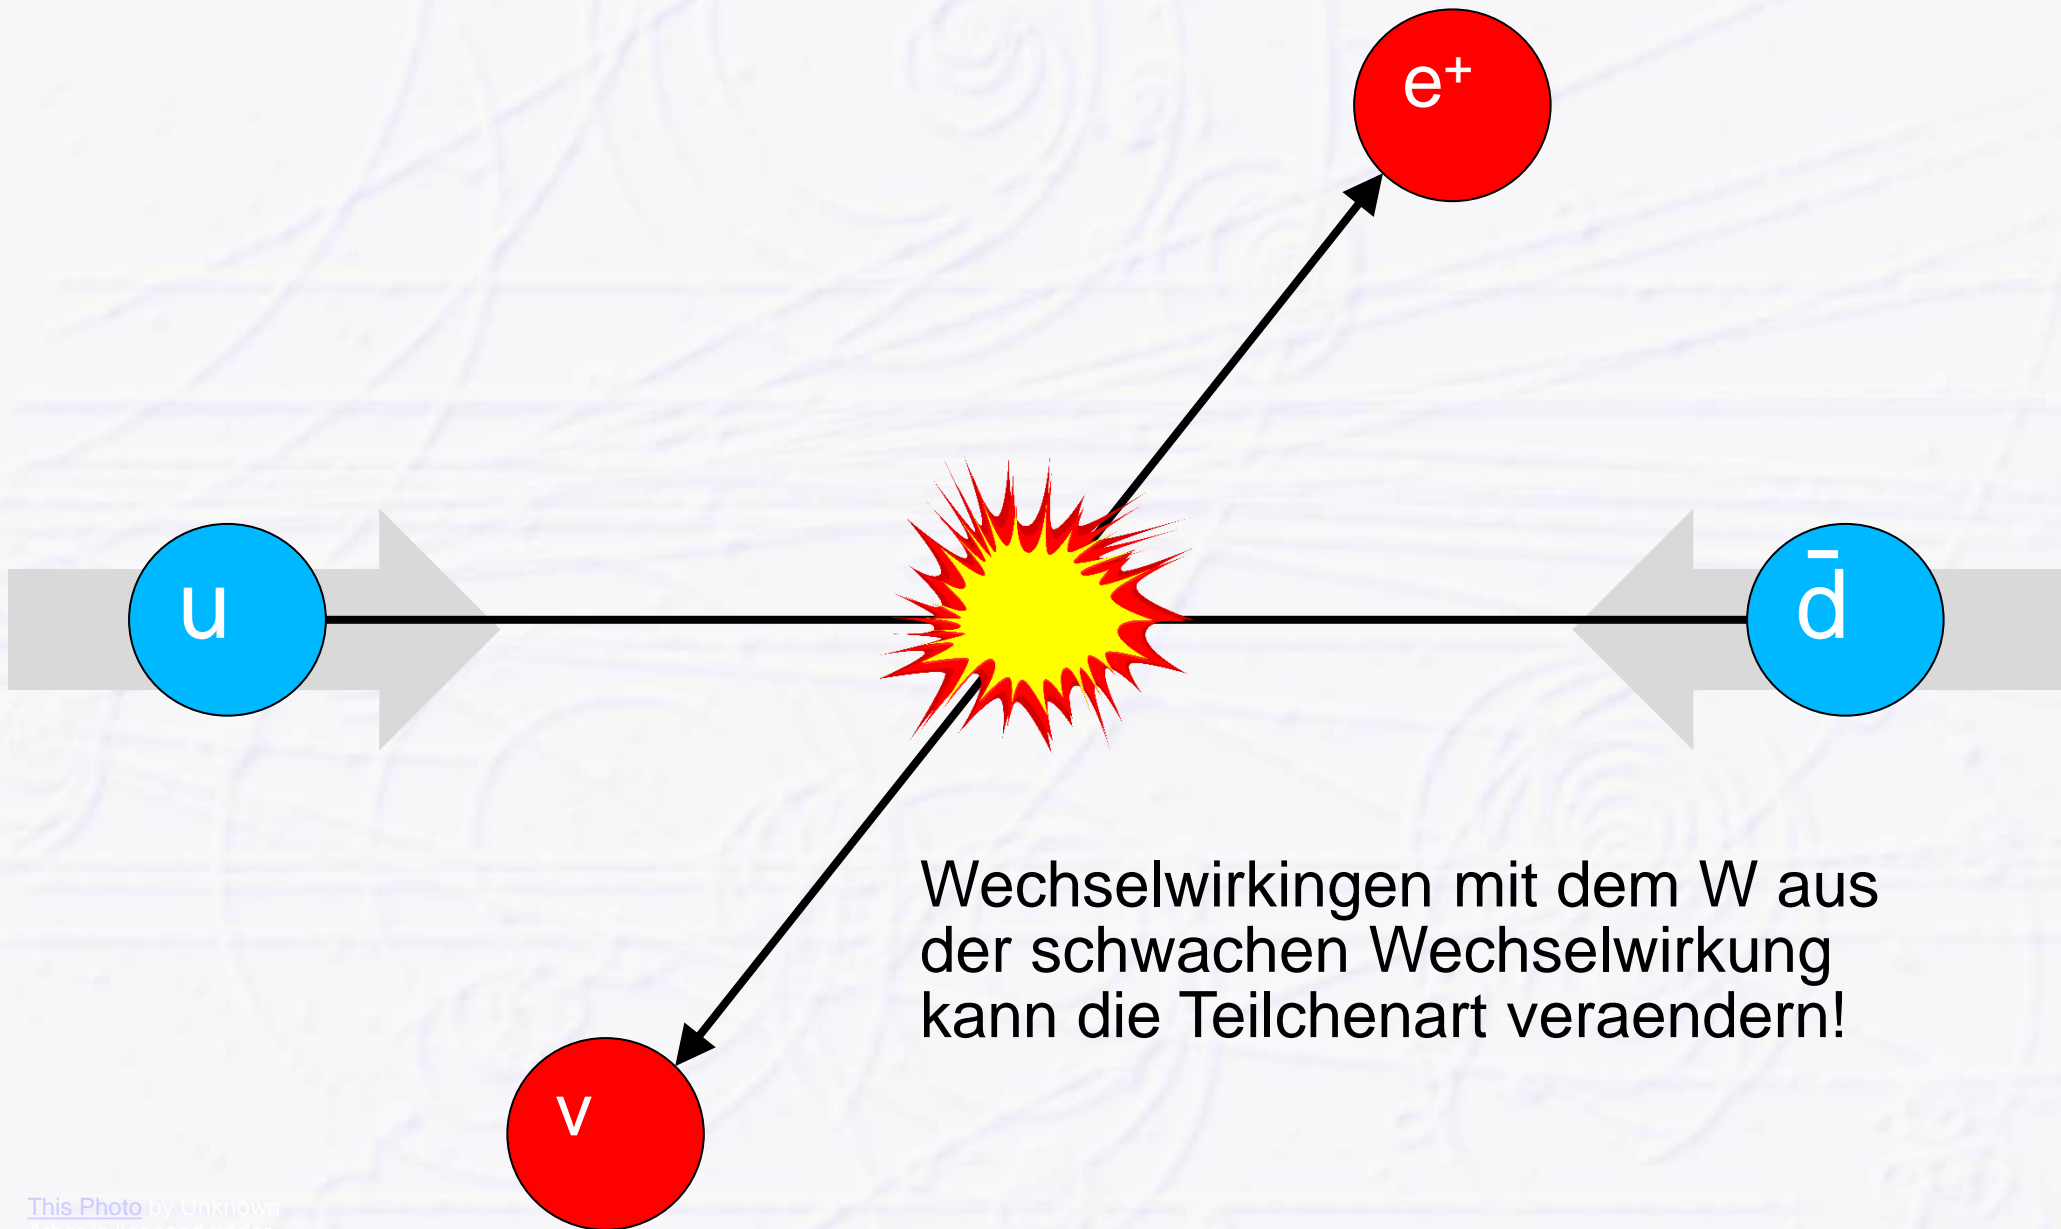 e⁺
u
d̄
Wechselwirkingen mit dem W aus
der schwachen Wechselwirkung
kann die Teilchenart veraendern!
v
This Photo by Unknown